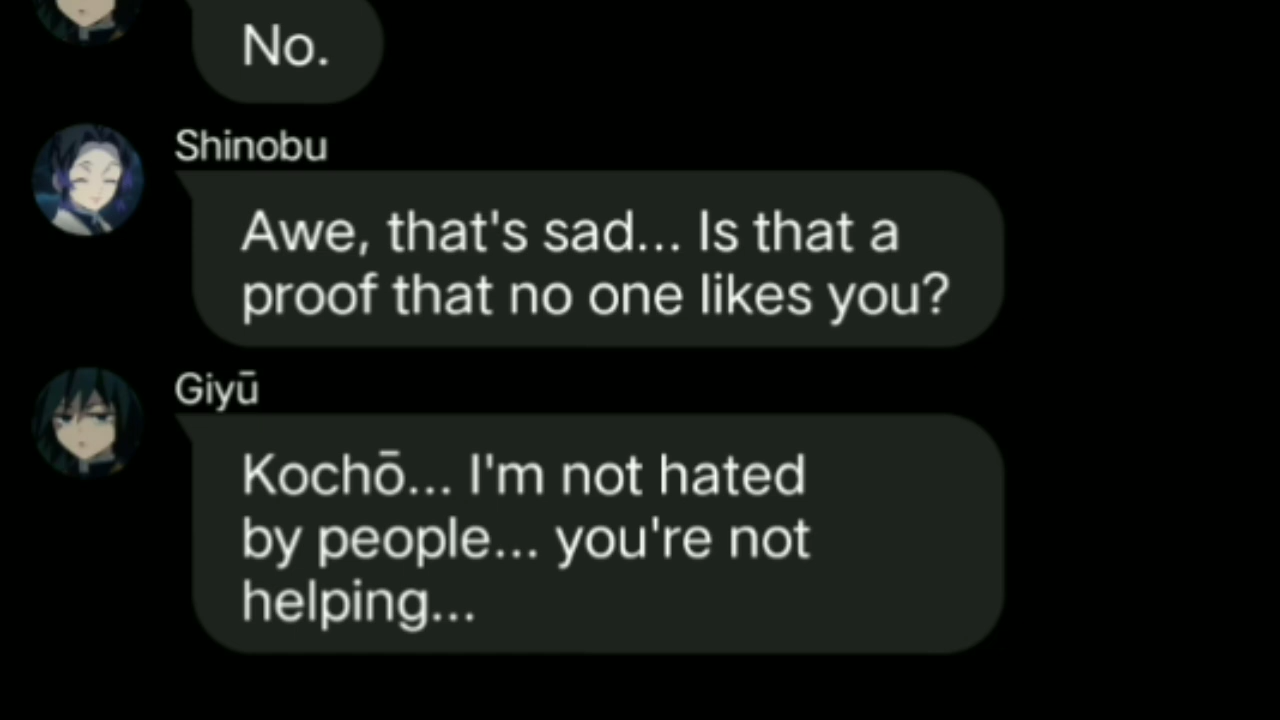 No.
Shinobu
Awe, that's sad... Is that a
proof that no one likes you?
Giyū
Kochō... I'm not hated
by people... you're not
helping...